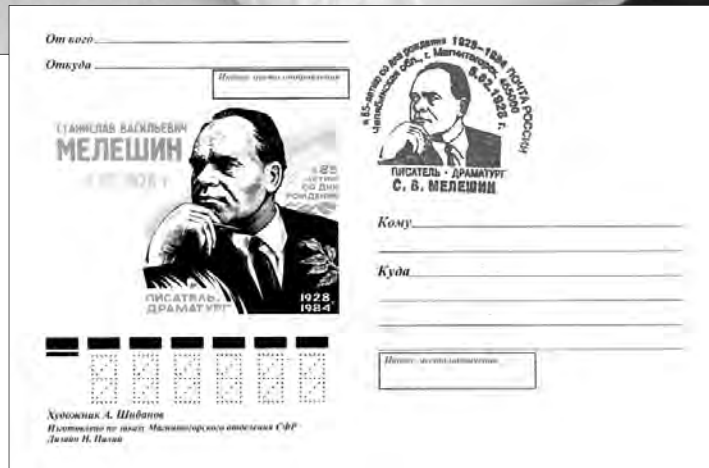 От кого
Откуда
Индекс места отправления
СТАНИСЛАВ ВАСИЛЬЕВИЧ
МЕЛЕШИН
1928 г.
к 85-
ЛЕТИЮ
СО ДНЯ
РОЖДЕНИЯ
ПИСАТЕЛЬ,
ДРАМАТУРГ
1928
1984
к 85-летию со дня рождения 1928-1984 ПОЧТА РОССИИ
Челябинская обл., г. Магнитогорск, 455000
5.02.1928 г.
ПИСАТЕЛЬ • ДРАМАТУРГ
С. В. МЕЛЕШИН
Кому
Куда
Индекс места назначения
Художник А. Шибанов
Изготовлено по заказу Магнитогорского отделения СФР
Дизайн Н.